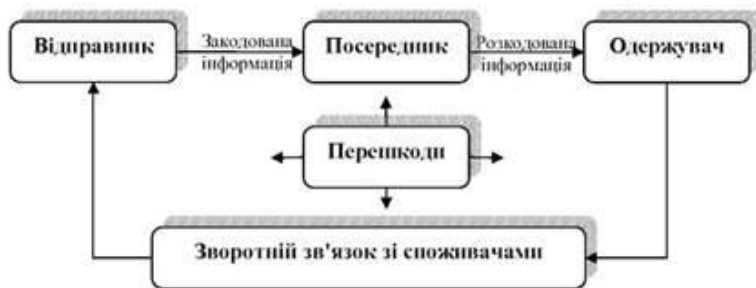 Відправник
Закодована
інформація
Посередник
Розкодована
інформація
Одержувач
Перешкоди
Зворотній зв'язок зі споживачами